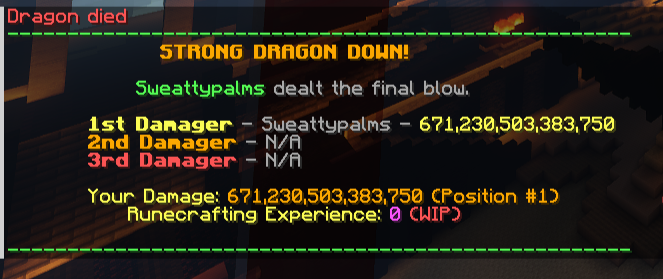 Dragon died
STRONG DRAGON DOWN!
Sweattypalms dealt the final blow.
1st Damager - Sweattypalms - 671,230,503,383,750
2nd Damager - N/A
3rd Damager - N/A
Your Damage: 671,230,503,383,750 (Position #1)
Runecrafting Experience: 0 (WIP)